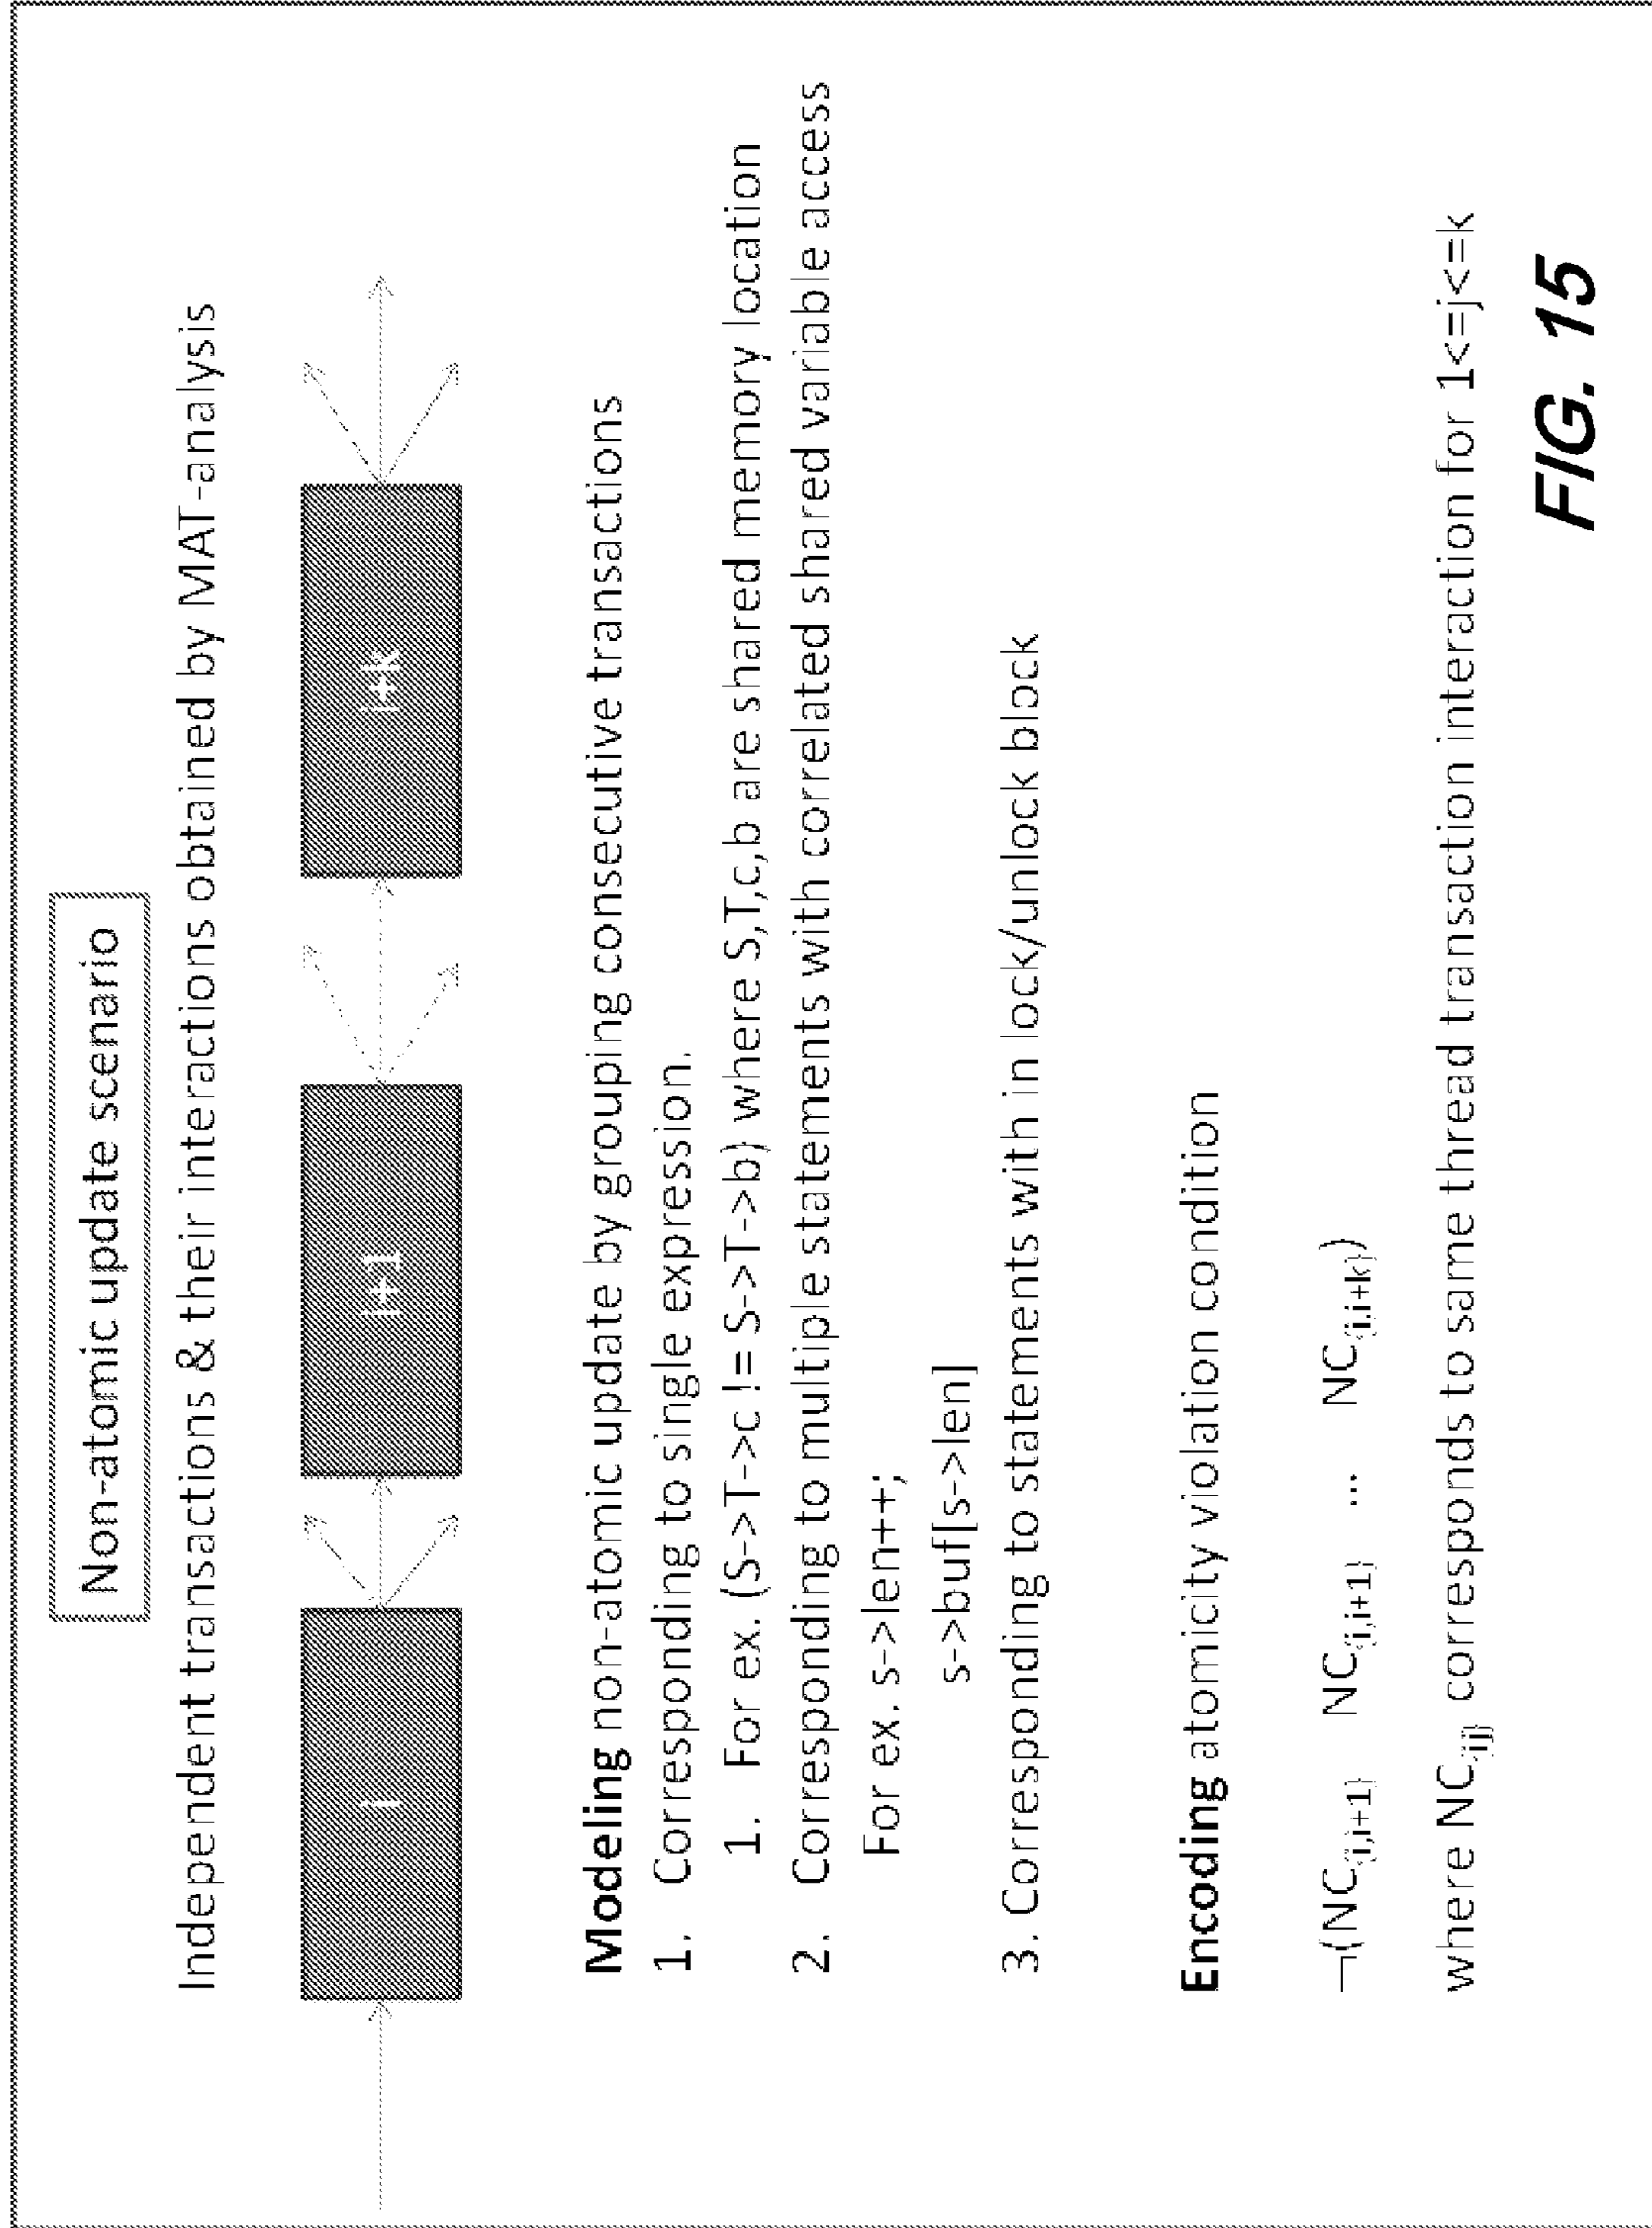 Non-atomic update scenario
Independent transactions & their interactions obtained by MAT-analysis
i i+1 i+k
Modeling non-atomic update by grouping consecutive transactions
1. Corresponding to single expression.
1. For ex. (S->T->c != S->T->b) where S,T,c,b are shared memory location
2. Corresponding to multiple statements with correlated shared variable access
For ex. s->len++;
s->buf[s->len]
3. Corresponding to statements with in lock/unlock block
Encoding atomicity violation condition
¬(NC{i,i+1} NC{i,i+1} ... NC{i,i+k})
where NC{ij} corresponds to same thread transaction interaction for 1<=j<=k
FIG. 15